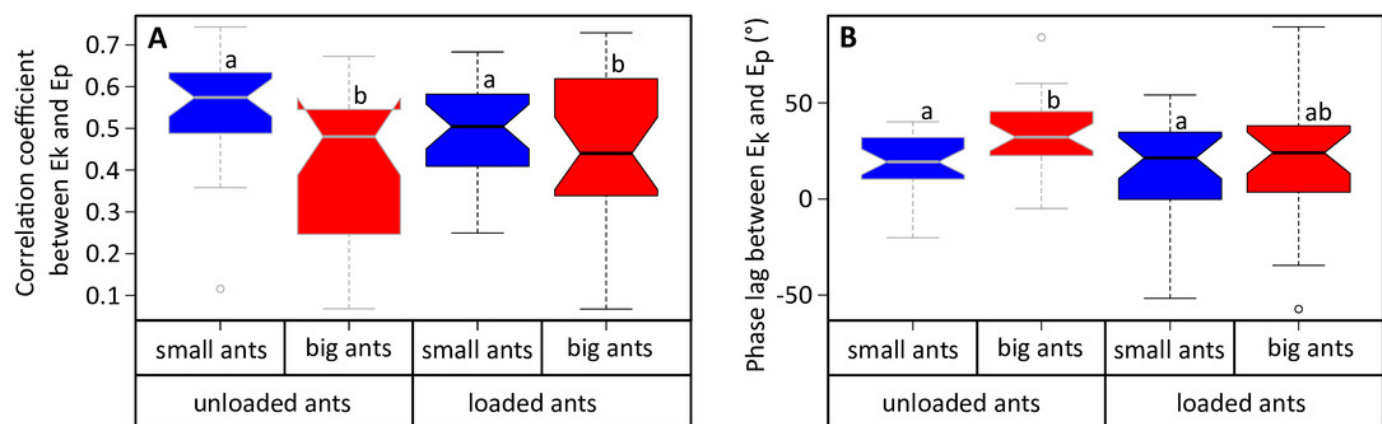 Correlation coefficient
between Ek and Ep
0.7
0.6
0.5
0.4
0.3
0.2
0.1
A
a
b
a
b
small ants
big ants
small ants
big ants
unloaded ants
loaded ants
Phase lag between Ek and Ep (°)
50
0
-50
B
a
b
a
ab
small ants
big ants
small ants
big ants
unloaded ants
loaded ants